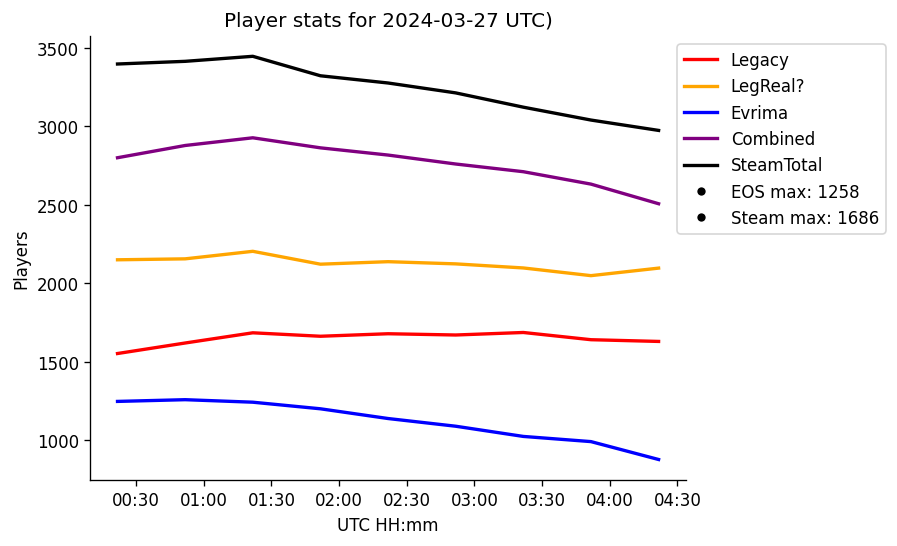 Player stats for 2024-03-27 UTC)
3500
3000
2500
2000
1500
1000
Players
00:30 01:00 01:30 02:00 02:30 03:00 03:30 04:00 04:30
UTC HH:mm
Legacy
LegReal?
Evrima
Combined
SteamTotal
EOS max: 1258
Steam max: 1686